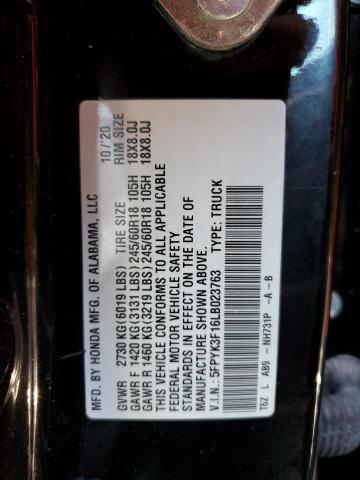 MFD. BY HONDA MFG. OF ALABAMA, LLC 10/'20
GVWR 2730 KG(6019 LBS) TIRE SIZE RIM SIZE
GAWR F 1420 KG(3131 LBS) 245/60R18 105H 18X8.0J
GAWR R 1460 KG(3219 LBS) 245/60R18 105H 18X8.0J
THIS VEHICLE CONFORMS TO ALL APPLICABLE
FEDERAL MOTOR VEHICLE SAFETY
STANDARDS IN EFFECT ON THE DATE OF
MANUFACTURE SHOWN ABOVE.
V.I.N.: 5FPYK3F16LB023763 TYPE: TRUCK
T6Z L AB9 -NH731P -A -B